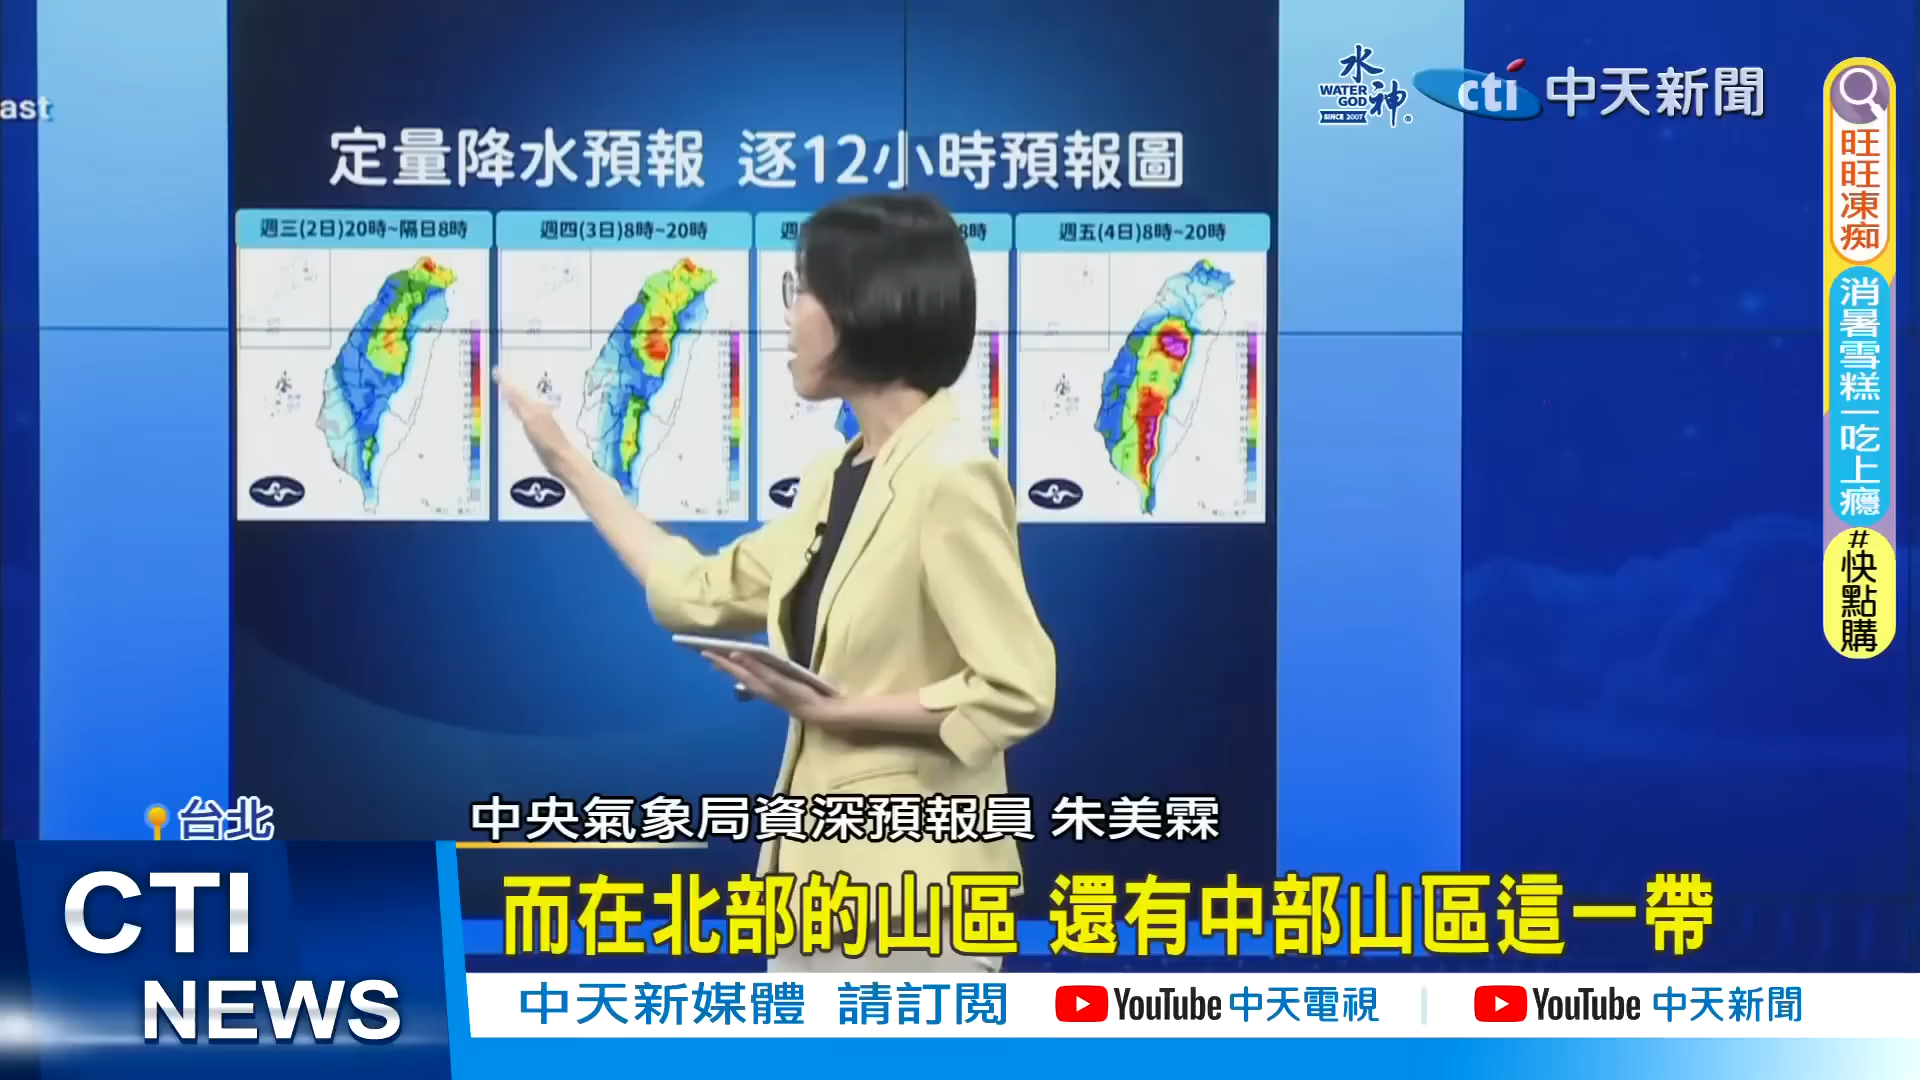 ast
水神
WATER GOD
SINCE 2007
cti 中天新聞
定量降水預報 逐12小時預報圖
週三(2日)20時~隔日8時
週四(3日)8時~20時
8時
週五(4日)8時~20時
旺旺凍痴
消暑雪糕一吃上癮
#快點購
台北
中央氣象局資深預報員 朱美霖
而在北部的山區 還有中部山區這一帶
CTI NEWS
中天新媒體 請訂閱 YouTube 中天電視 | YouTube 中天新聞